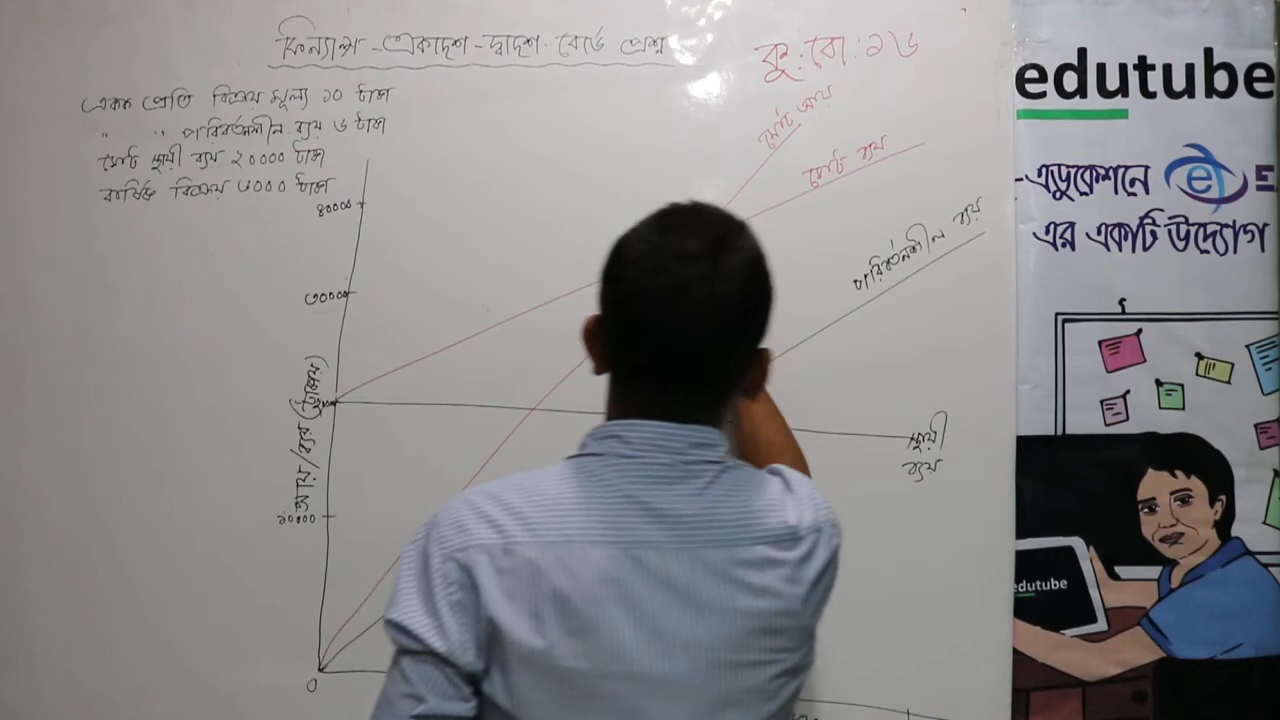 ফিন্যান্স - একাদশ - দ্বাদশ - বোর্ড প্রশ্ন
কু : বো : ১৬
একক প্রতি বিক্রয় মূল্য ১০ টাকা
" " পরিবর্তনশীল ব্যয় ৬ টাকা
মোট স্থায়ী ব্যয় ২০০০০ টাকা
বার্ষিক বিক্রয় ৮০০০ টাকা
মোট আয়
মোট ব্যয়
পরিবর্তনশীল ব্যয়
স্থায়ী
ব্যয়
৪০০০০
৩০০০০
১০০০০
0
আয়/ব্যয় (টাকায়)
edutube
-এডুকেশনে e E
এর একটি উদ্যোগ
edutube